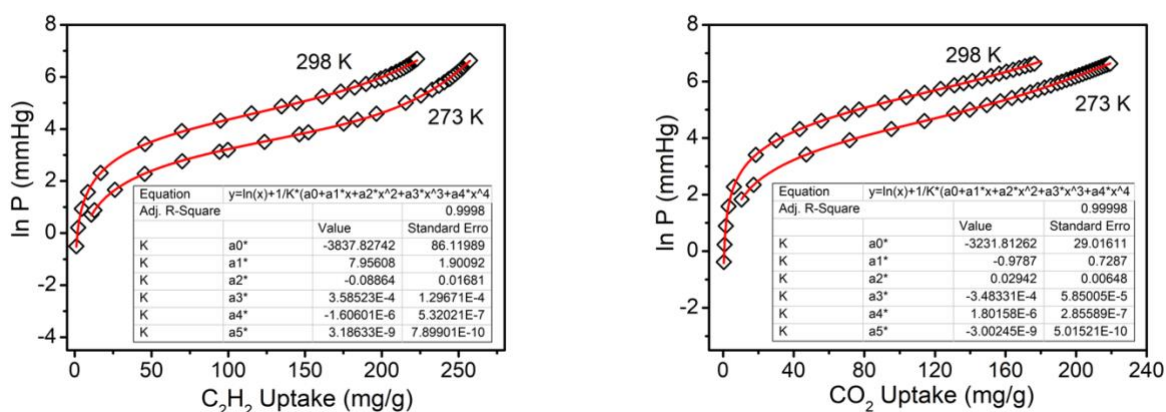 8
6
4
2
0
-2
-4
ln P (mmHg)
298 K
273 K
Equation y=ln(x)+1/K*(a0+a1*x+a2*x^2+a3*x^3+a4*x^4
Adj. R-Square 0.9998
Value Standard Erro
K a0* -3837.82742 86.11989
K a1* 7.95608 1.90092
K a2* -0.08864 0.01681
K a3* 3.58523E-4 1.29671E-4
K a4* -1.60601E-6 5.32021E-7
K a5* 3.18633E-9 7.89901E-10
0 50 100 150 200 250
C2H2 Uptake (mg/g)
8
6
4
2
0
-2
ln P (mmHg)
298 K
273 K
Equation y=ln(x)+1/K*(a0+a1*x+a2*x^2+a3*x^3+a4*x^4
Adj. R-Square 0.99998
Value Standard Erro
K a0* -3231.81262 29.01611
K a1* -0.9787 0.7287
K a2* 0.02942 0.00648
K a3* -3.48331E-4 5.85005E-5
K a4* 1.80158E-6 2.85589E-7
K a5* -3.00245E-9 5.01521E-10
0 40 80 120 160 200 240
CO2 Uptake (mg/g)